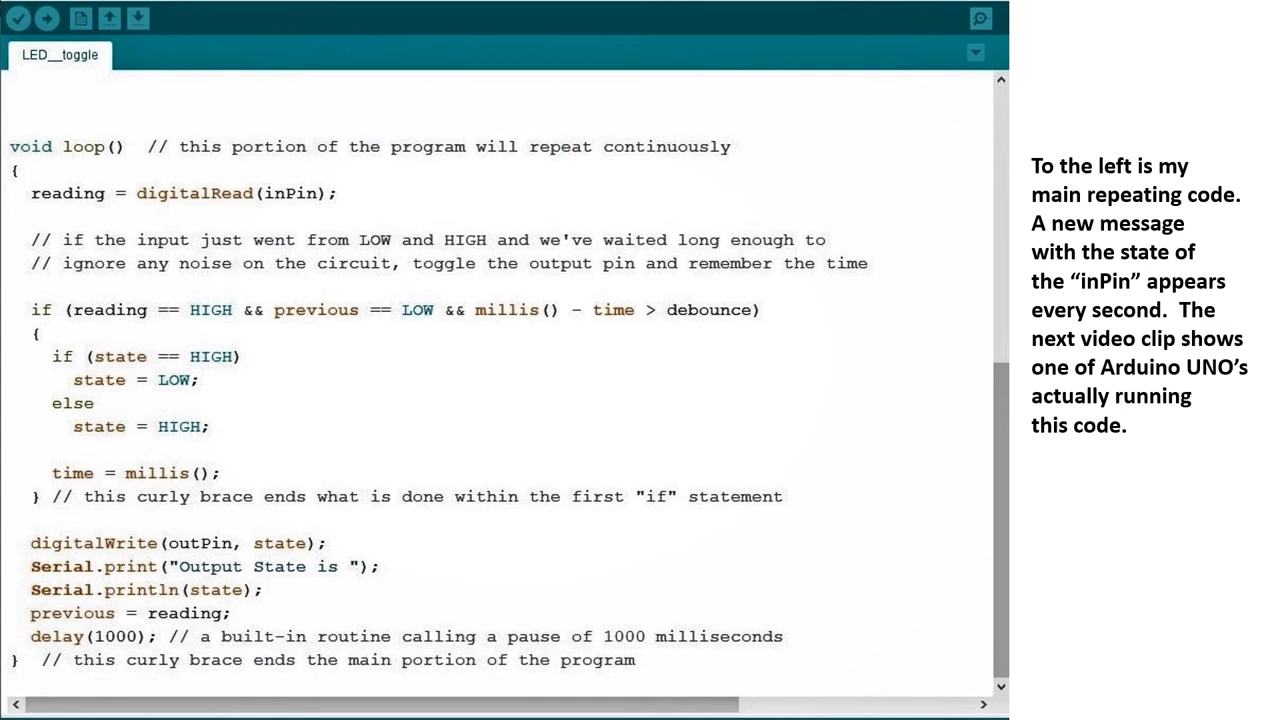 LED__toggle
void loop()  // this portion of the program will repeat continuously
{
  reading = digitalRead(inPin);
  // if the input just went from LOW and HIGH and we've waited long enough to
  // ignore any noise on the circuit, toggle the output pin and remember the time
  if (reading == HIGH && previous == LOW && millis() - time > debounce)
  {
    if (state == HIGH)
      state = LOW;
    else
      state = HIGH;
    time = millis();
  } // this curly brace ends what is done within the first "if" statement
  digitalWrite(outPin, state);
  Serial.print("Output State is ");
  Serial.println(state);
  previous = reading;
  delay(1000); // a built-in routine calling a pause of 1000 milliseconds
}  // this curly brace ends the main portion of the program
To the left is my
main repeating code.
A new message
with the state of
the “inPin” appears
every second.  The
next video clip shows
one of Arduino UNO’s
actually running
this code.